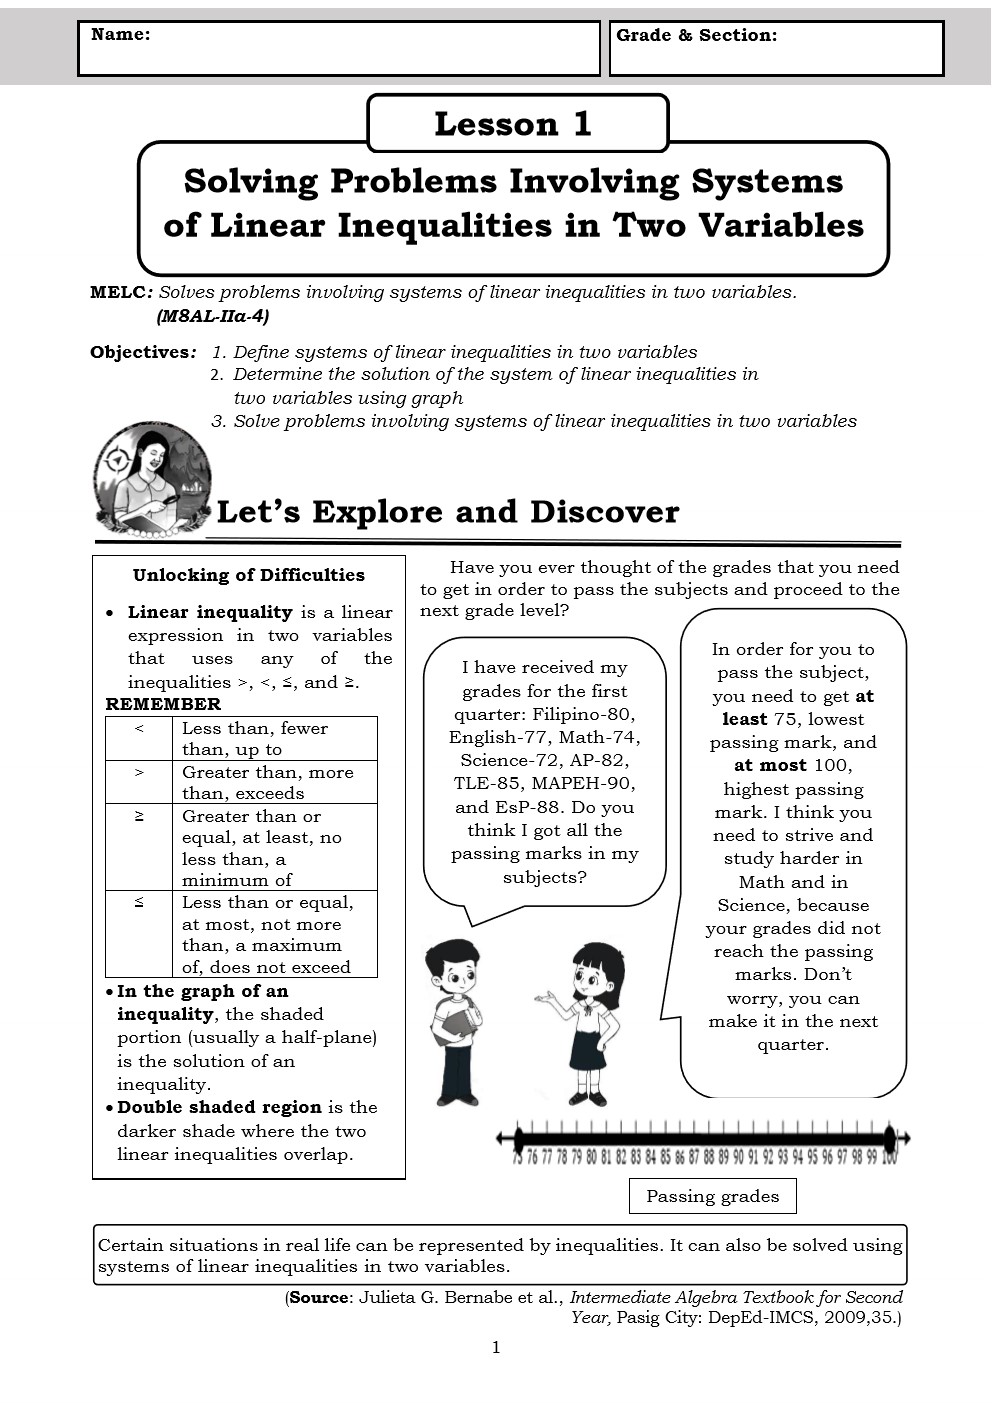 Name:
Grade & Section:
Lesson 1
Solving Problems Involving Systems
of Linear Inequalities in Two Variables
MELC: Solves problems involving systems of linear inequalities in two variables.
(M8AL-IIa-4)
Objectives: 1. Define systems of linear inequalities in two variables
2. Determine the solution of the system of linear inequalities in
two variables using graph
3. Solve problems involving systems of linear inequalities in two variables
Let's Explore and Discover
Unlocking of Difficulties
• Linear inequality is a linear
expression in two variables
that uses any of the
inequalities >, <, ≤, and ≥.
REMEMBER
< Less than, fewer
than, up to
> Greater than, more
than, exceeds
≥ Greater than or
equal, at least, no
less than, a
minimum of
≤ Less than or equal,
at most, not more
than, a maximum
of, does not exceed
• In the graph of an
inequality, the shaded
portion (usually a half-plane)
is the solution of an
inequality.
• Double shaded region is the
darker shade where the two
linear inequalities overlap.
Have you ever thought of the grades that you need
to get in order to pass the subjects and proceed to the
next grade level?
I have received my
grades for the first
quarter: Filipino-80,
English-77, Math-74,
Science-72, AP-82,
TLE-85, MAPEH-90,
and EsP-88. Do you
think I got all the
passing marks in my
subjects?
In order for you to
pass the subject,
you need to get at
least 75, lowest
passing mark, and
at most 100,
highest passing
mark. I think you
need to strive and
study harder in
Math and in
Science, because
your grades did not
reach the passing
marks. Don't
worry, you can
make it in the next
quarter.
75 76 77 78 79 80 81 82 83 84 85 86 87 88 89 90 91 92 93 94 95 96 97 98 99 100
Passing grades
Certain situations in real life can be represented by inequalities. It can also be solved using
systems of linear inequalities in two variables.
(Source: Julieta G. Bernabe et al., Intermediate Algebra Textbook for Second
Year, Pasig City: DepEd-IMCS, 2009,35.)
1